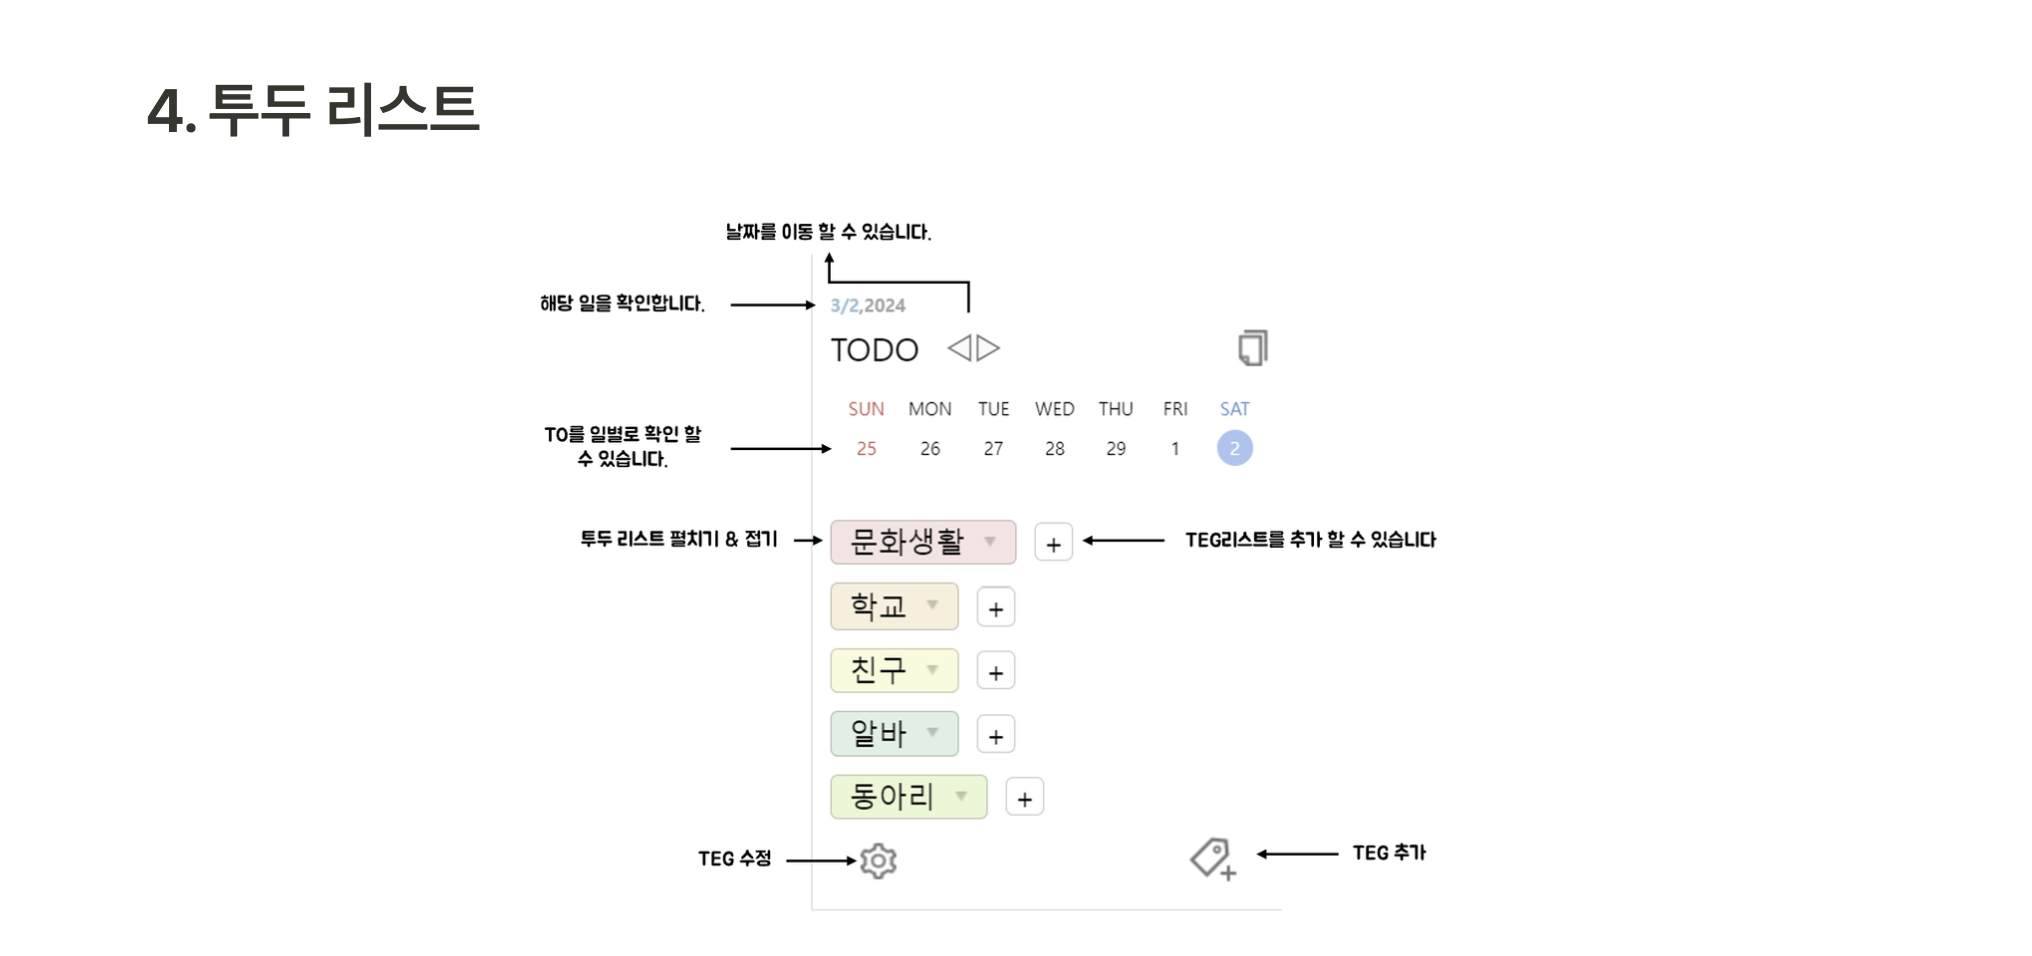 4. 투두 리스트
날짜를 이동 할 수 있습니다.
해당 일을 확인합니다.
3/2,2024
TODO
SUN MON TUE WED THU FRI SAT
T0를 일별로 확인 할
수 있습니다.
25 26 27 28 29 1 2
투두 리스트 펼치기 & 접기
문화생활
+
TEG리스트를 추가 할 수 있습니다
학교
+
친구
+
알바
+
동아리
+
TEG 수정
TEG 추가